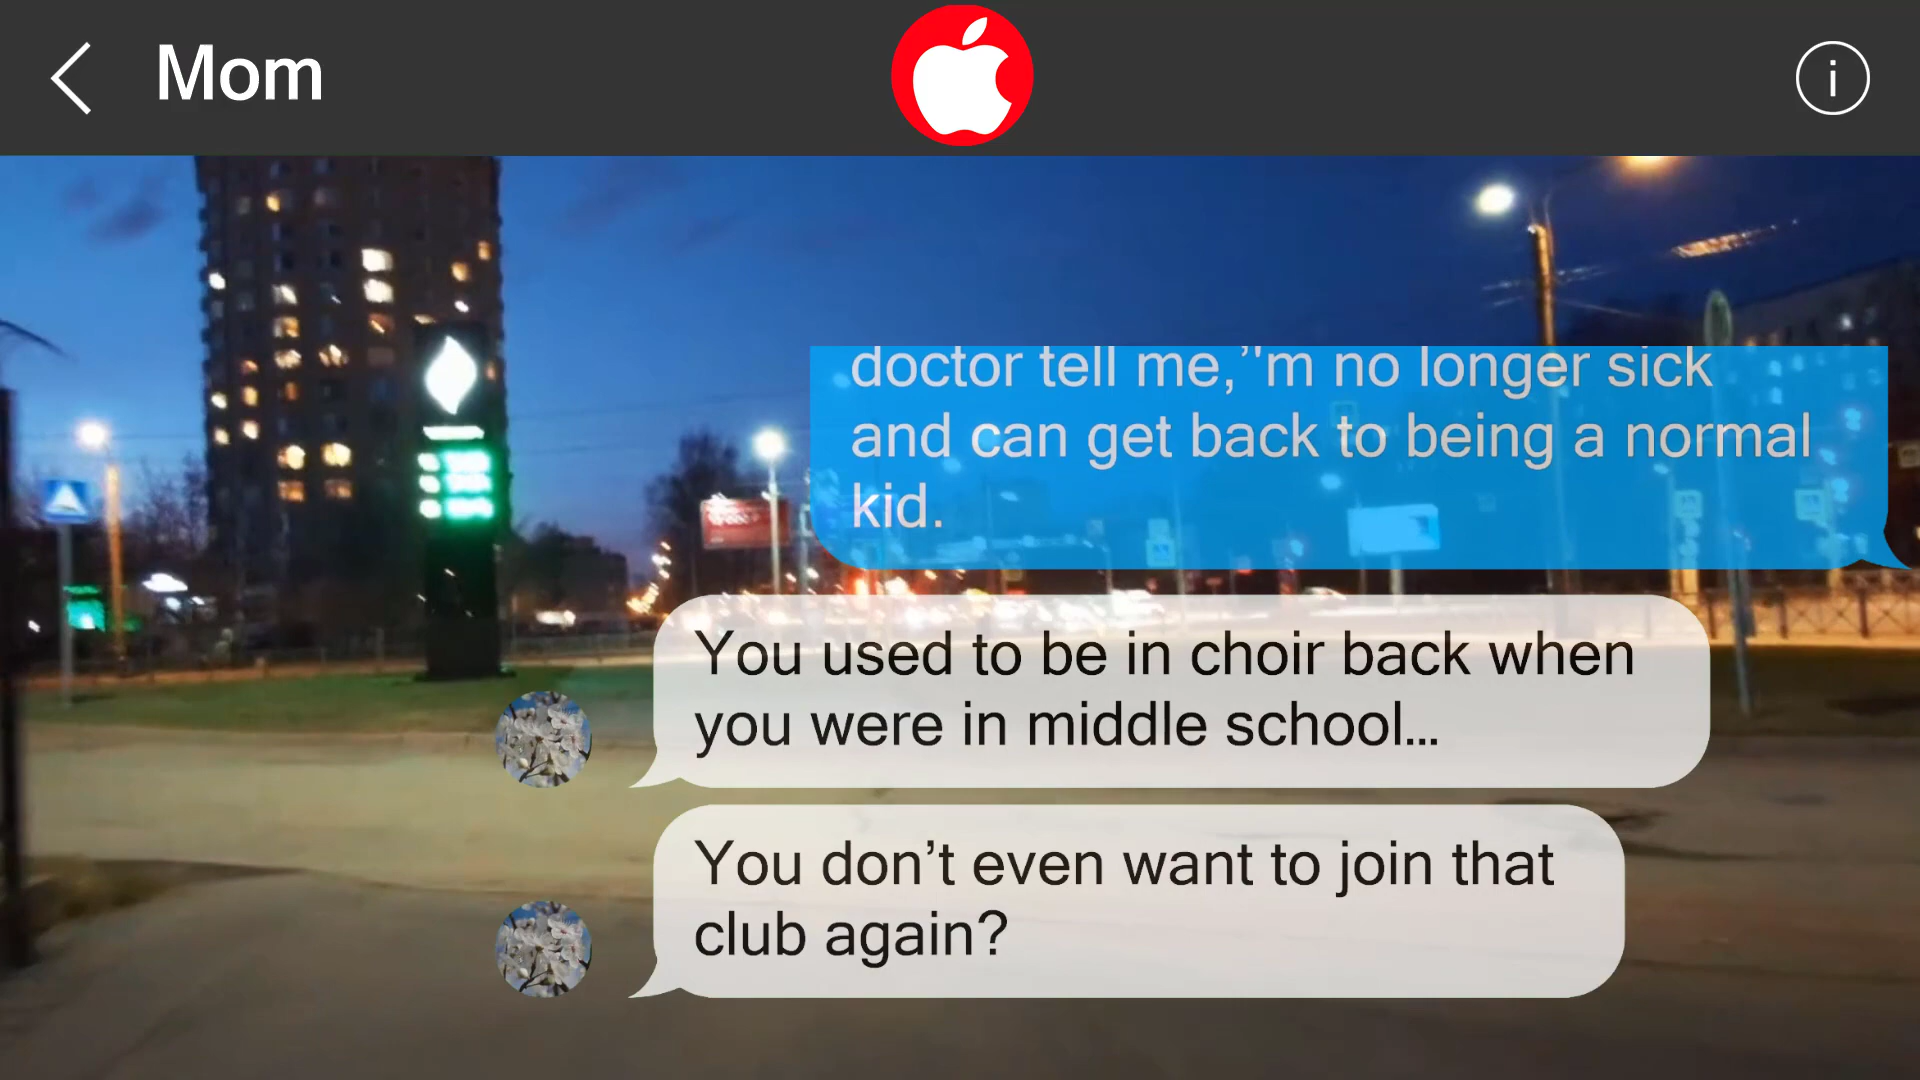 Mom
i
doctor tell me,’'m no longer sick
and can get back to being a normal
kid.
You used to be in choir back when
you were in middle school...
You don’t even want to join that
club again?